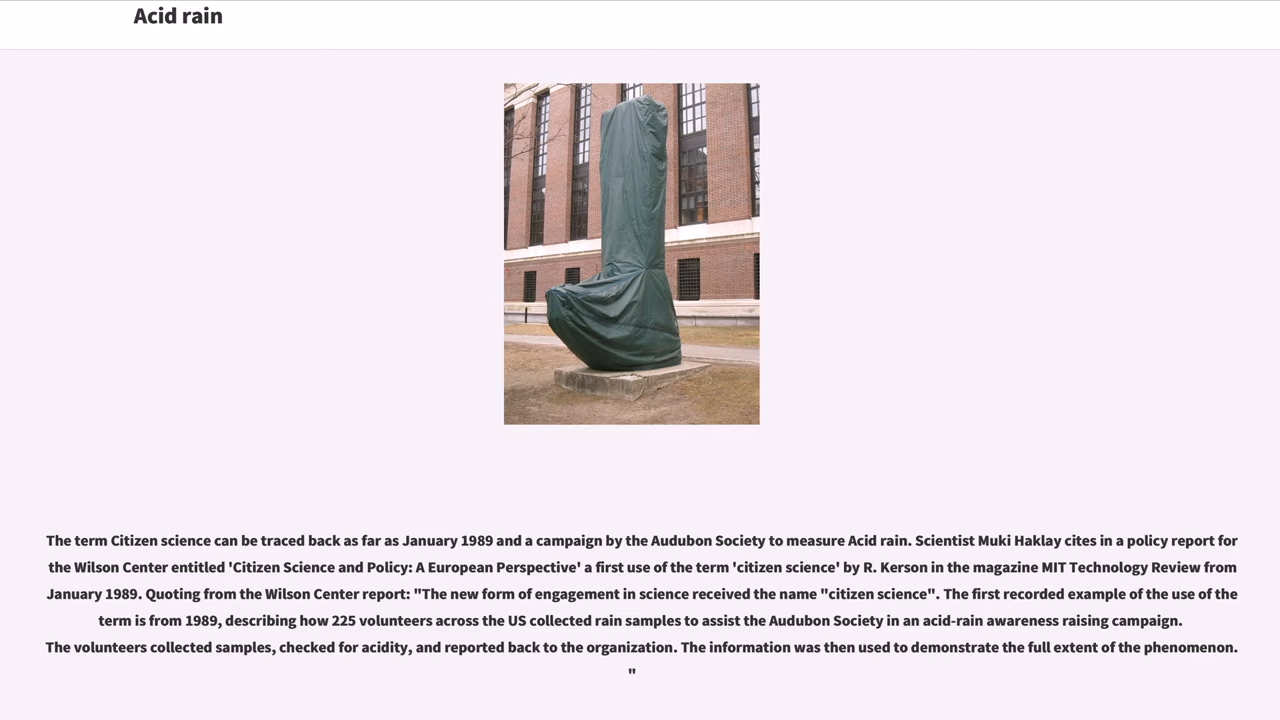 Acid rain
The term Citizen science can be traced back as far as January 1989 and a campaign by the Audubon Society to measure Acid rain. Scientist Muki Haklay cites in a policy report for
the Wilson Center entitled 'Citizen Science and Policy: A European Perspective' a first use of the term 'citizen science' by R. Kerson in the magazine MIT Technology Review from
January 1989. Quoting from the Wilson Center report: "The new form of engagement in science received the name "citizen science". The first recorded example of the use of the
term is from 1989, describing how 225 volunteers across the US collected rain samples to assist the Audubon Society in an acid-rain awareness raising campaign.
The volunteers collected samples, checked for acidity, and reported back to the organization. The information was then used to demonstrate the full extent of the phenomenon.
"